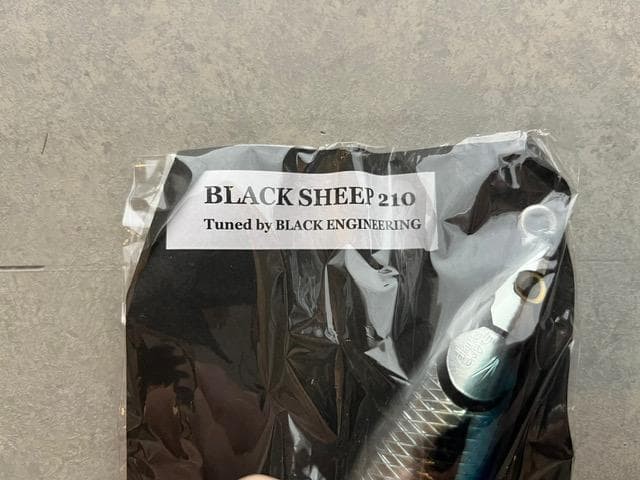 BLACK SHEEP 210
Tuned by BLACK ENGINEERING